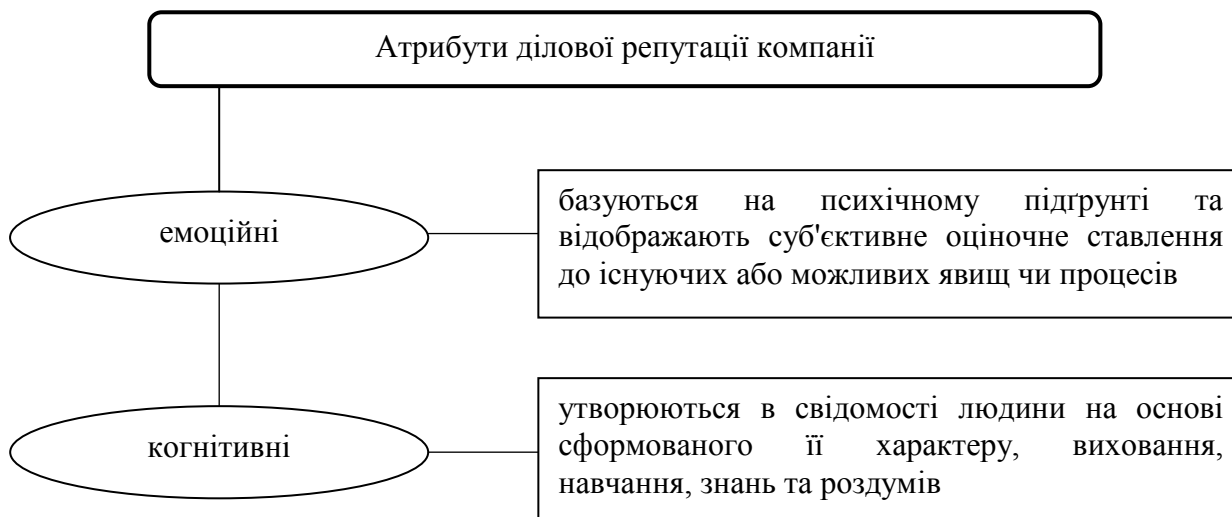 Атрибути ділової репутації компанії
емоційні
базуються на психічному підґрунті та
відображають суб'єктивне оціночне ставлення
до існуючих або можливих явищ чи процесів
когнітивні
утворюються в свідомості людини на основі
сформованого її характеру, виховання,
навчання, знань та роздумів